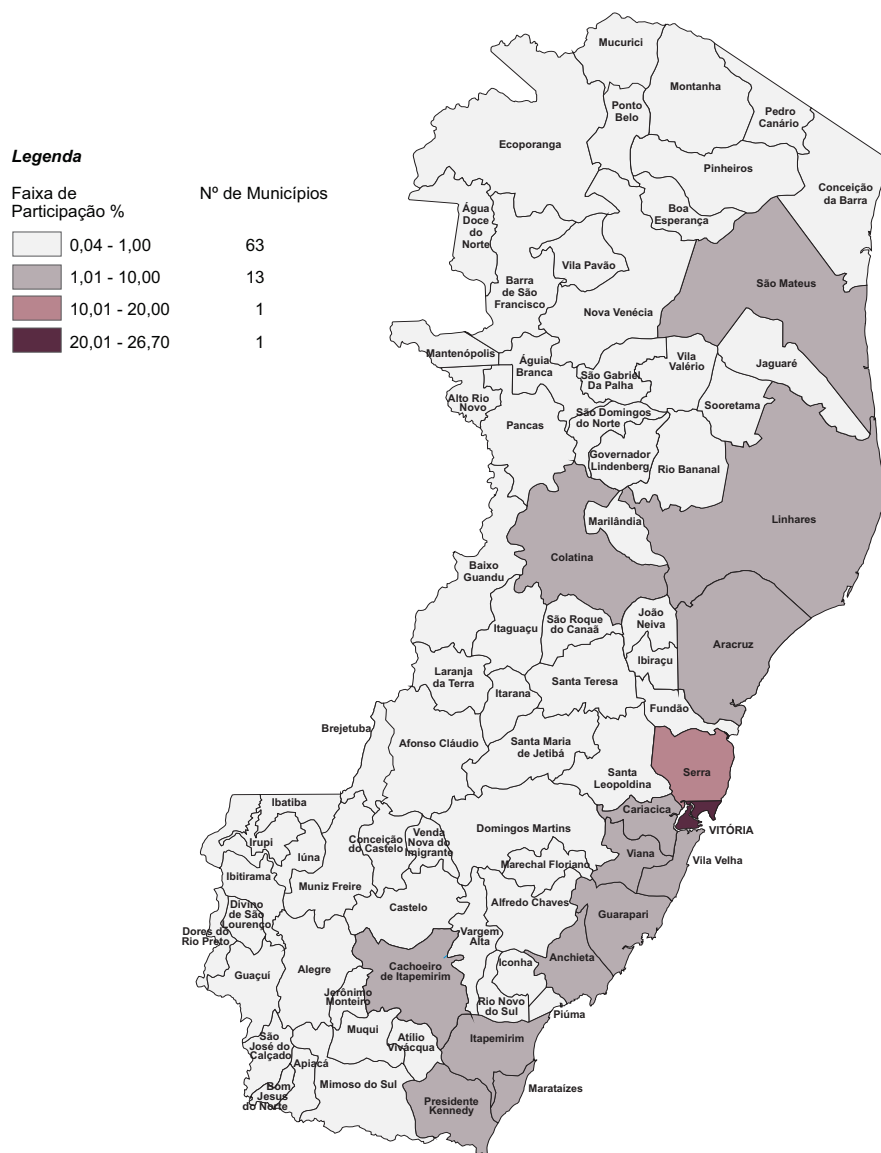 Legenda
Faixa de
Participação %
Nº de Municípios
0,04 - 1,00 63
1,01 - 10,00 13
10,01 - 20,00 1
20,01 - 26,70 1
Mucurici
Montanha
Ponto
Belo
Pedro
Canário
Ecoporanga
Pinheiros
Conceição
da Barra
Água
Doce
do
Norte
Boa
Esperança
Vila Pavão
Barra
de São
Francisco
São Mateus
Nova Venécia
Mantenópolis
Águia
Branca
São Gabriel
Da Palha
Vila
Valério
Jaguaré
Alto Rio
Novo
Sooretama
Pancas
São Domingos
do Norte
Governador
Lindenberg
Rio Bananal
Linhares
Marilândia
Colatina
Baixo
Guandu
Itaguaçu
São Roque
do Canaã
João
Neiva
Aracruz
Ibiraçu
Laranja
da Terra
Itarana
Santa Teresa
Fundão
Brejetuba
Afonso Cláudio
Santa Maria
de Jetibá
Santa
Leopoldina
Serra
Ibatiba
Cariacica
VITÓRIA
Irupi
Iúna
Conceição
do Castelo
Venda
Nova do
Imigrante
Domingos Martins
Viana
Vila Velha
Marechal Floriano
Ibitirama
Muniz Freire
Divino
de São
Lourenço
Castelo
Alfredo Chaves
Guarapari
Dores do
Rio Preto
Vargem
Alta
Anchieta
Guaçuí
Alegre
Cachoeiro
de Itapemirim
Iconha
Jerônimo
Monteiro
Rio Novo
do Sul
Piúma
São
José do
Calçado
Muqui
Atílio
Vivácqua
Itapemirim
Apiacá
Bom
Jesus
do Norte
Mimoso do Sul
Marataízes
Presidente
Kennedy